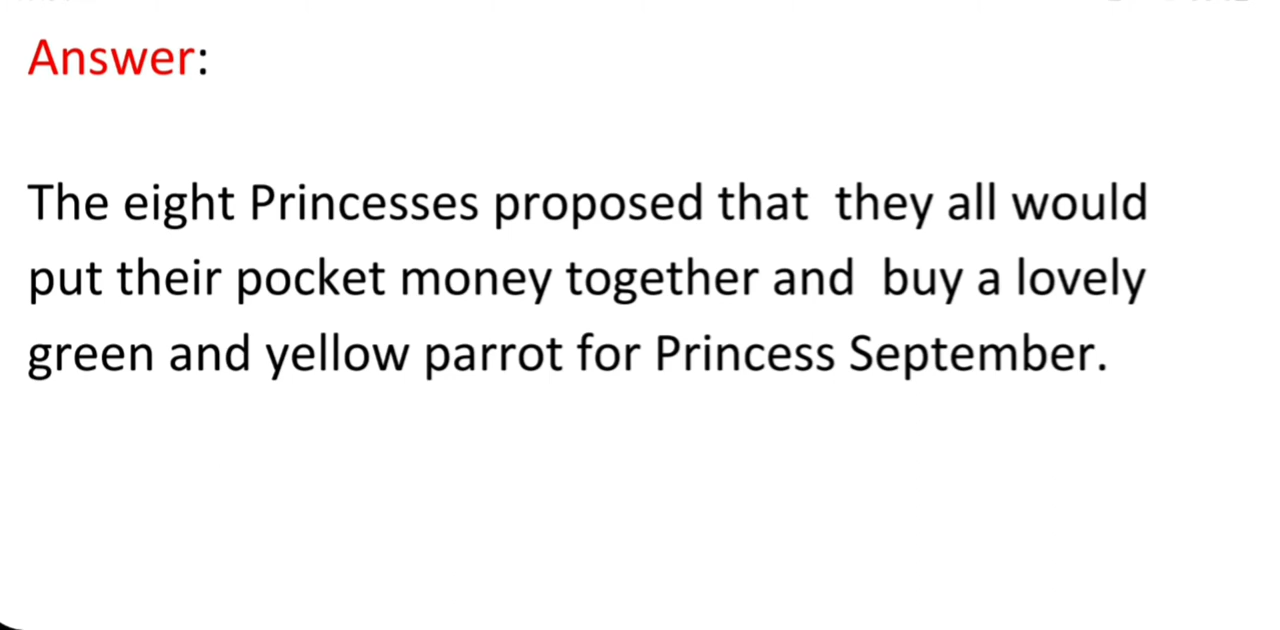 Answer:
The eight Princesses proposed that they all would
put their pocket money together and buy a lovely
green and yellow parrot for Princess September.